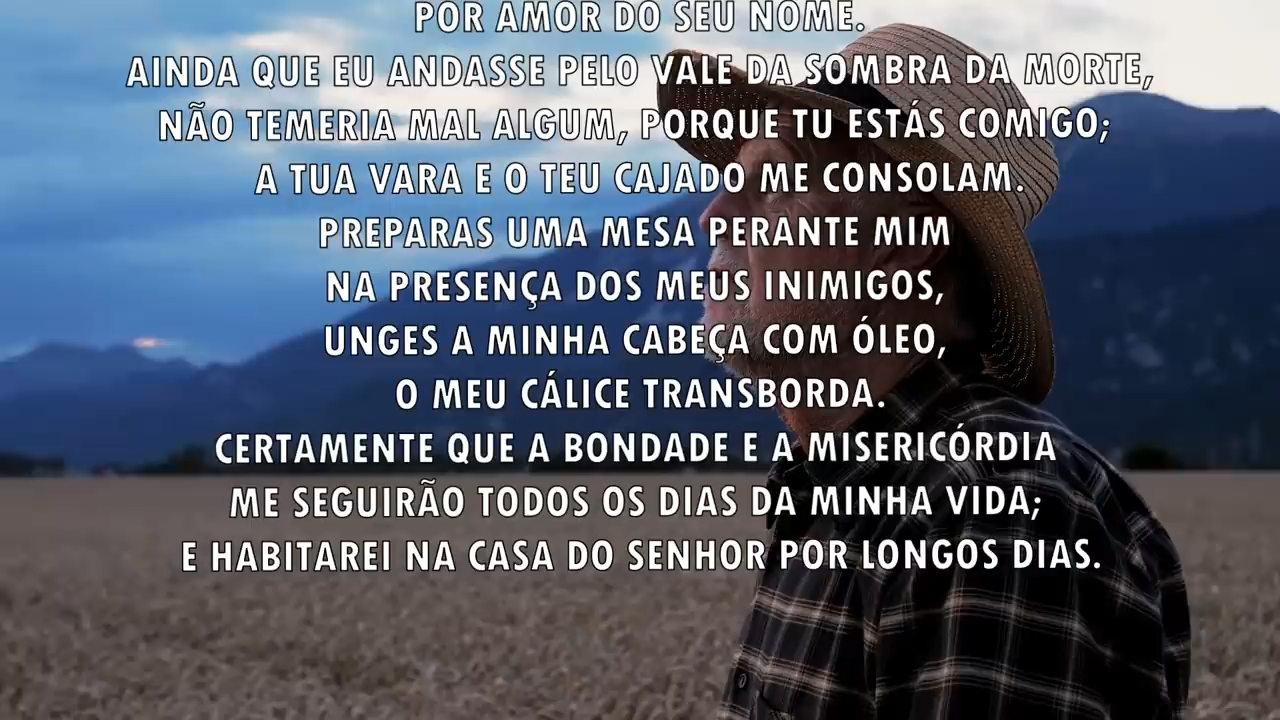 POR AMOR DO SEU NOME.
AINDA QUE EU ANDASSE PELO VALE DA SOMBRA DA MORTE,
NÃO TEMERIA MAL ALGUM, PORQUE TU ESTÁS COMIGO;
A TUA VARA E O TEU CAJADO ME CONSOLAM.
PREPARAS UMA MESA PERANTE MIM
NA PRESENÇA DOS MEUS INIMIGOS,
UNGES A MINHA CABEÇA COM ÓLEO,
O MEU CÁLICE TRANSBORDA.
CERTAMENTE QUE A BONDADE E A MISERICÓRDIA
ME SEGUIRÃO TODOS OS DIAS DA MINHA VIDA;
E HABITAREI NA CASA DO SENHOR POR LONGOS DIAS.